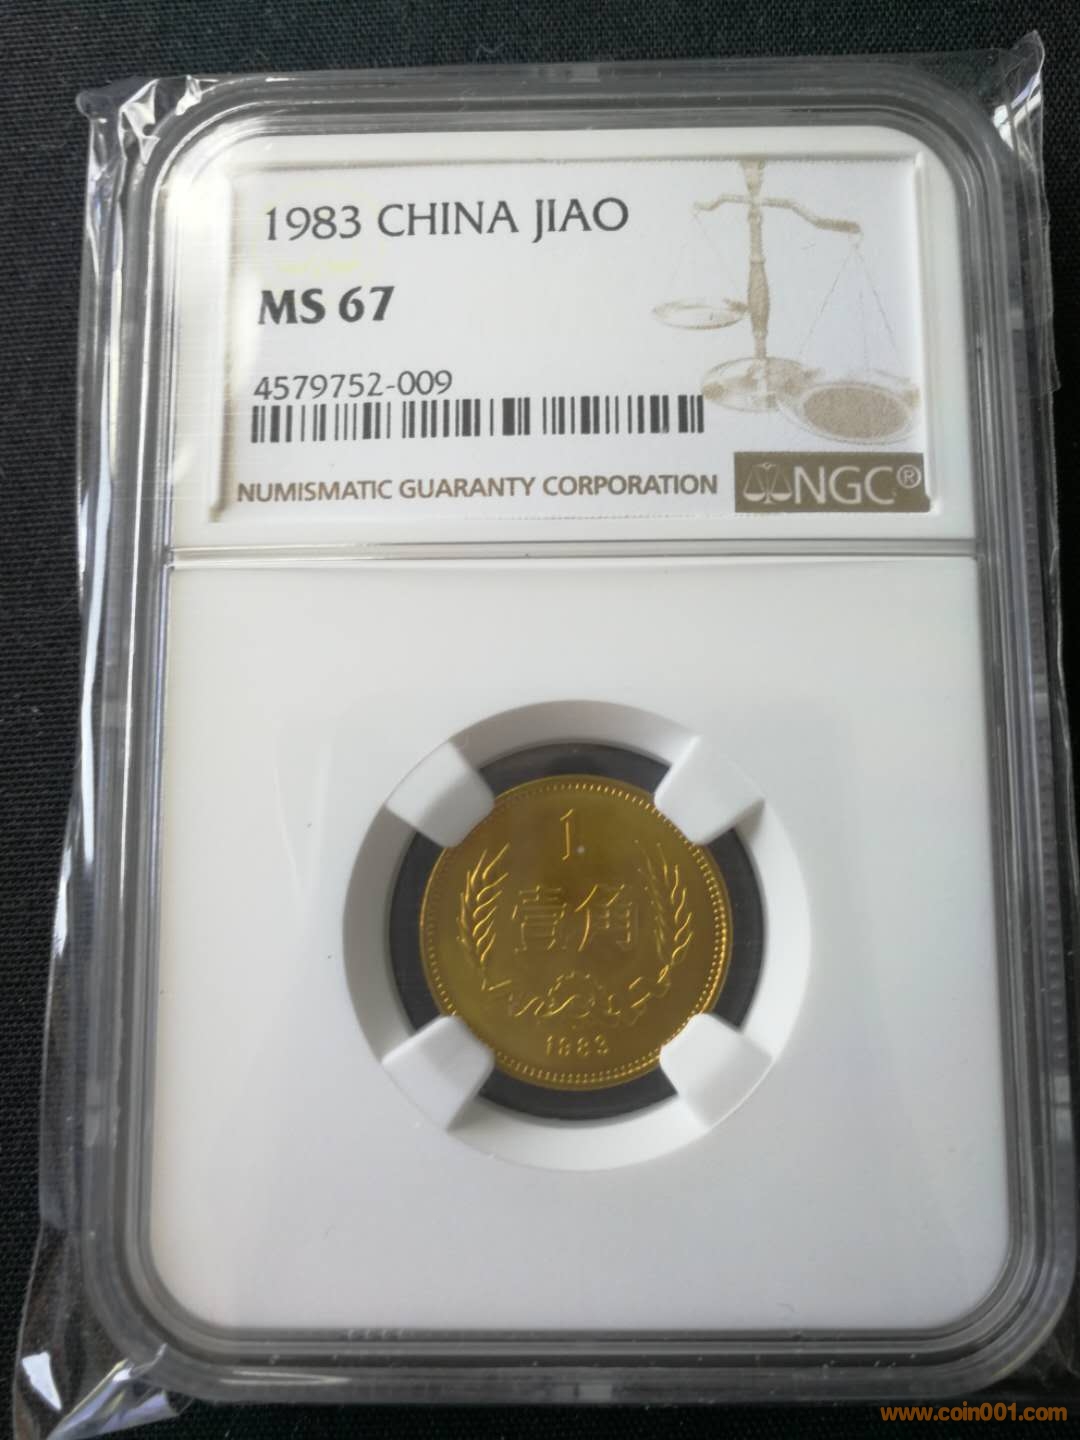 1983 CHINA JIAO
MS 67
4579752-009
NUMISMATIC GUARANTY CORPORATION
NGC®
1
壹角
1983
www.coin001.com